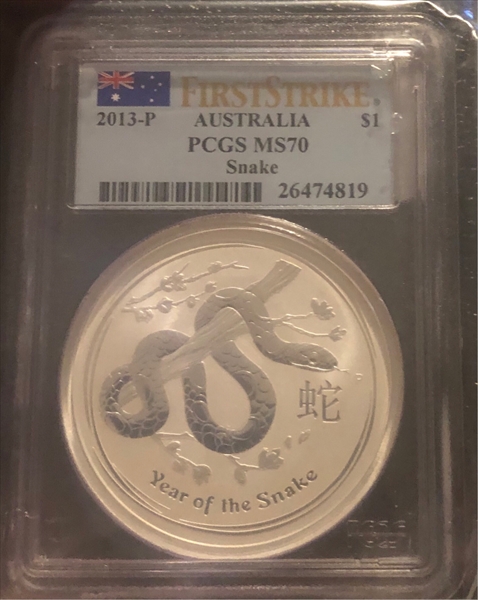 FIRSTSTRIKE®
2013-P AUSTRALIA $1
PCGS MS70
Snake
26474819
蛇
P
Year of the Snake